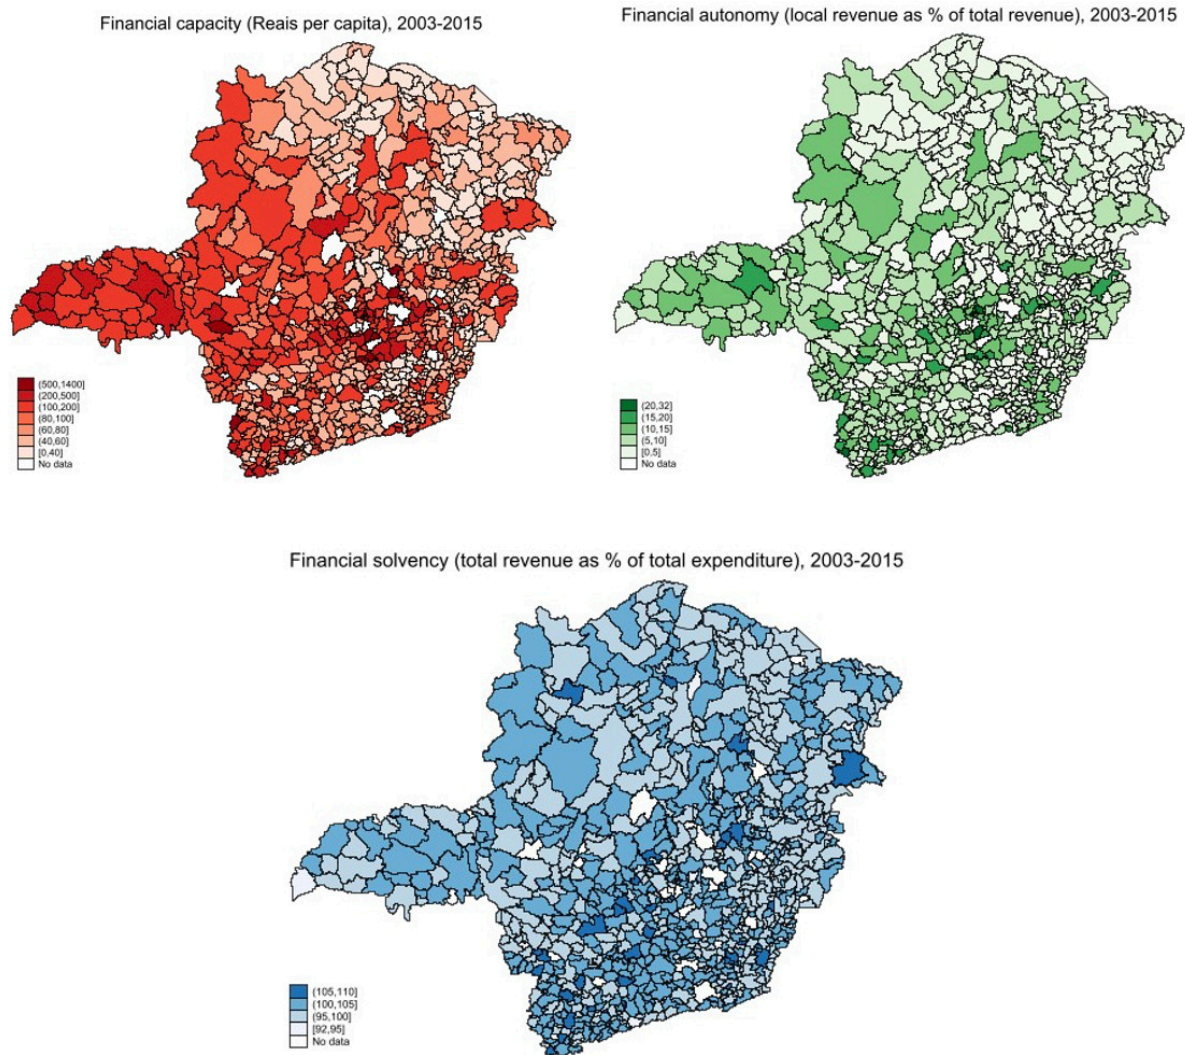 Financial capacity (Reais per capita), 2003-2015
(500,1400]
(200,500]
(100,200]
(80,100]
(60,80]
(40,60]
[0,40]
No data
Financial autonomy (local revenue as % of total revenue), 2003-2015
(20,32]
(15,20]
(10,15]
(5,10]
[0,5]
No data
Financial solvency (total revenue as % of total expenditure), 2003-2015
(105,110]
(100,105]
(95,100]
[92,95]
No data